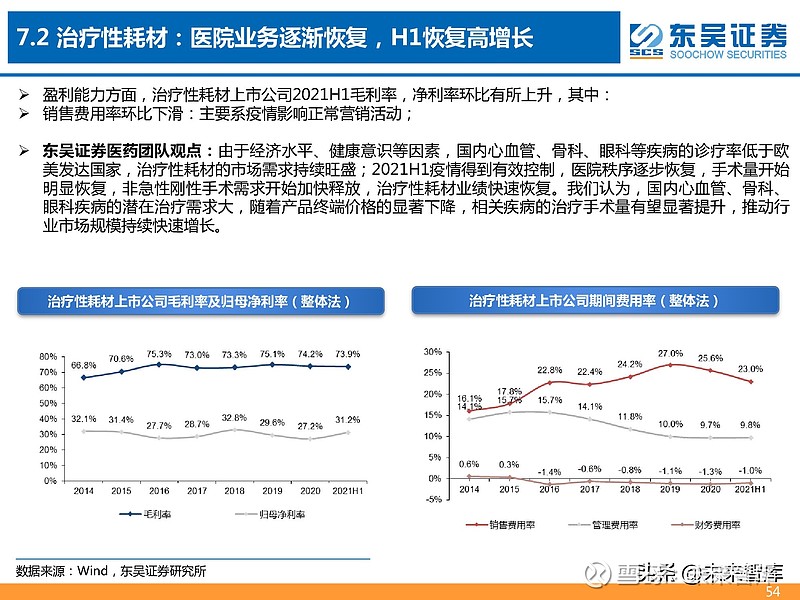 7.2 治疗性耗材：医院业务逐渐恢复，H1恢复高增长
SCS
东吴证券
SOOCHOW SECURITIES
盈利能力方面，治疗性耗材上市公司2021H1毛利率，净利率环比有所上升，其中：
销售费用率环比下滑：主要系疫情影响正常营销活动；
东吴证券医药团队观点：由于经济水平、健康意识等因素，国内心血管、骨科、眼科等疾病的诊疗率低于欧
美发达国家，治疗性耗材的市场需求持续旺盛；2021H1疫情得到有效控制，医院秩序逐步恢复，手术量开始
明显恢复，非急性刚性手术需求开始加快释放，治疗性耗材业绩快速恢复。我们认为，国内心血管、骨科、
眼科疾病的潜在治疗需求大，随着产品终端价格的显著下降，相关疾病的治疗手术量有望显著提升，推动行
业市场规模持续快速增长。
治疗性耗材上市公司毛利率及归母净利率（整体法）
80%
70%
60%
50%
40%
30%
20%
10%
0%
66.8% 70.6% 75.3% 73.0% 73.3% 75.1% 74.2% 73.9%
32.1% 31.4% 27.7% 28.7% 32.8% 29.6% 27.2% 31.2%
2014 2015 2016 2017 2018 2019 2020 2021H1
毛利率 归母净利率
治疗性耗材上市公司期间费用率（整体法）
30%
25%
20%
15%
10%
5%
0%
-5%
16.1% 17.8% 22.8% 22.4% 24.2% 27.0% 25.6% 23.0%
14.1% 15.7% 15.7% 14.1% 11.8% 10.0% 9.7% 9.8%
0.6% 0.3% -1.4% -0.6% -0.8% -1.1% -1.3% -1.0%
2014 2015 2016 2017 2018 2019 2020 2021H1
销售费用率 管理费用率 财务费用率
数据来源：Wind，东吴证券研究所
头条 @未来智库
54